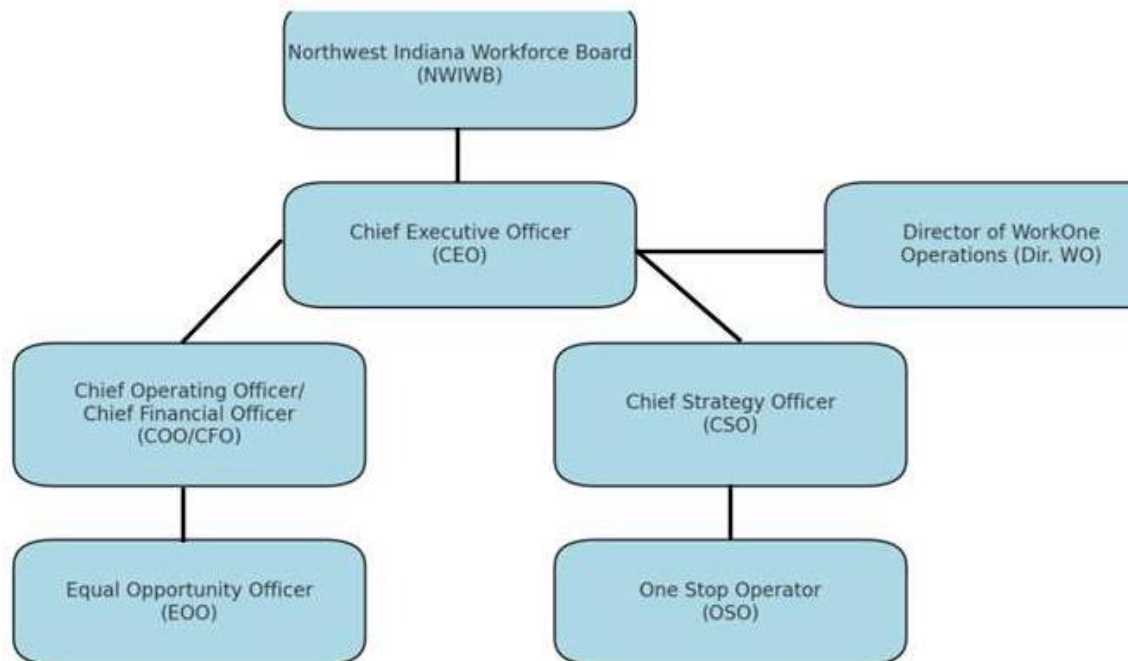 Northwest Indiana Workforce Board
(NWIWB)
Chief Executive Officer
(CEO)
Director of WorkOne
Operations (Dir. WO)
Chief Operating Officer/
Chief Financial Officer
(COO/CFO)
Chief Strategy Officer
(CSO)
Equal Opportunity Officer
(EOO)
One Stop Operator
(OSO)